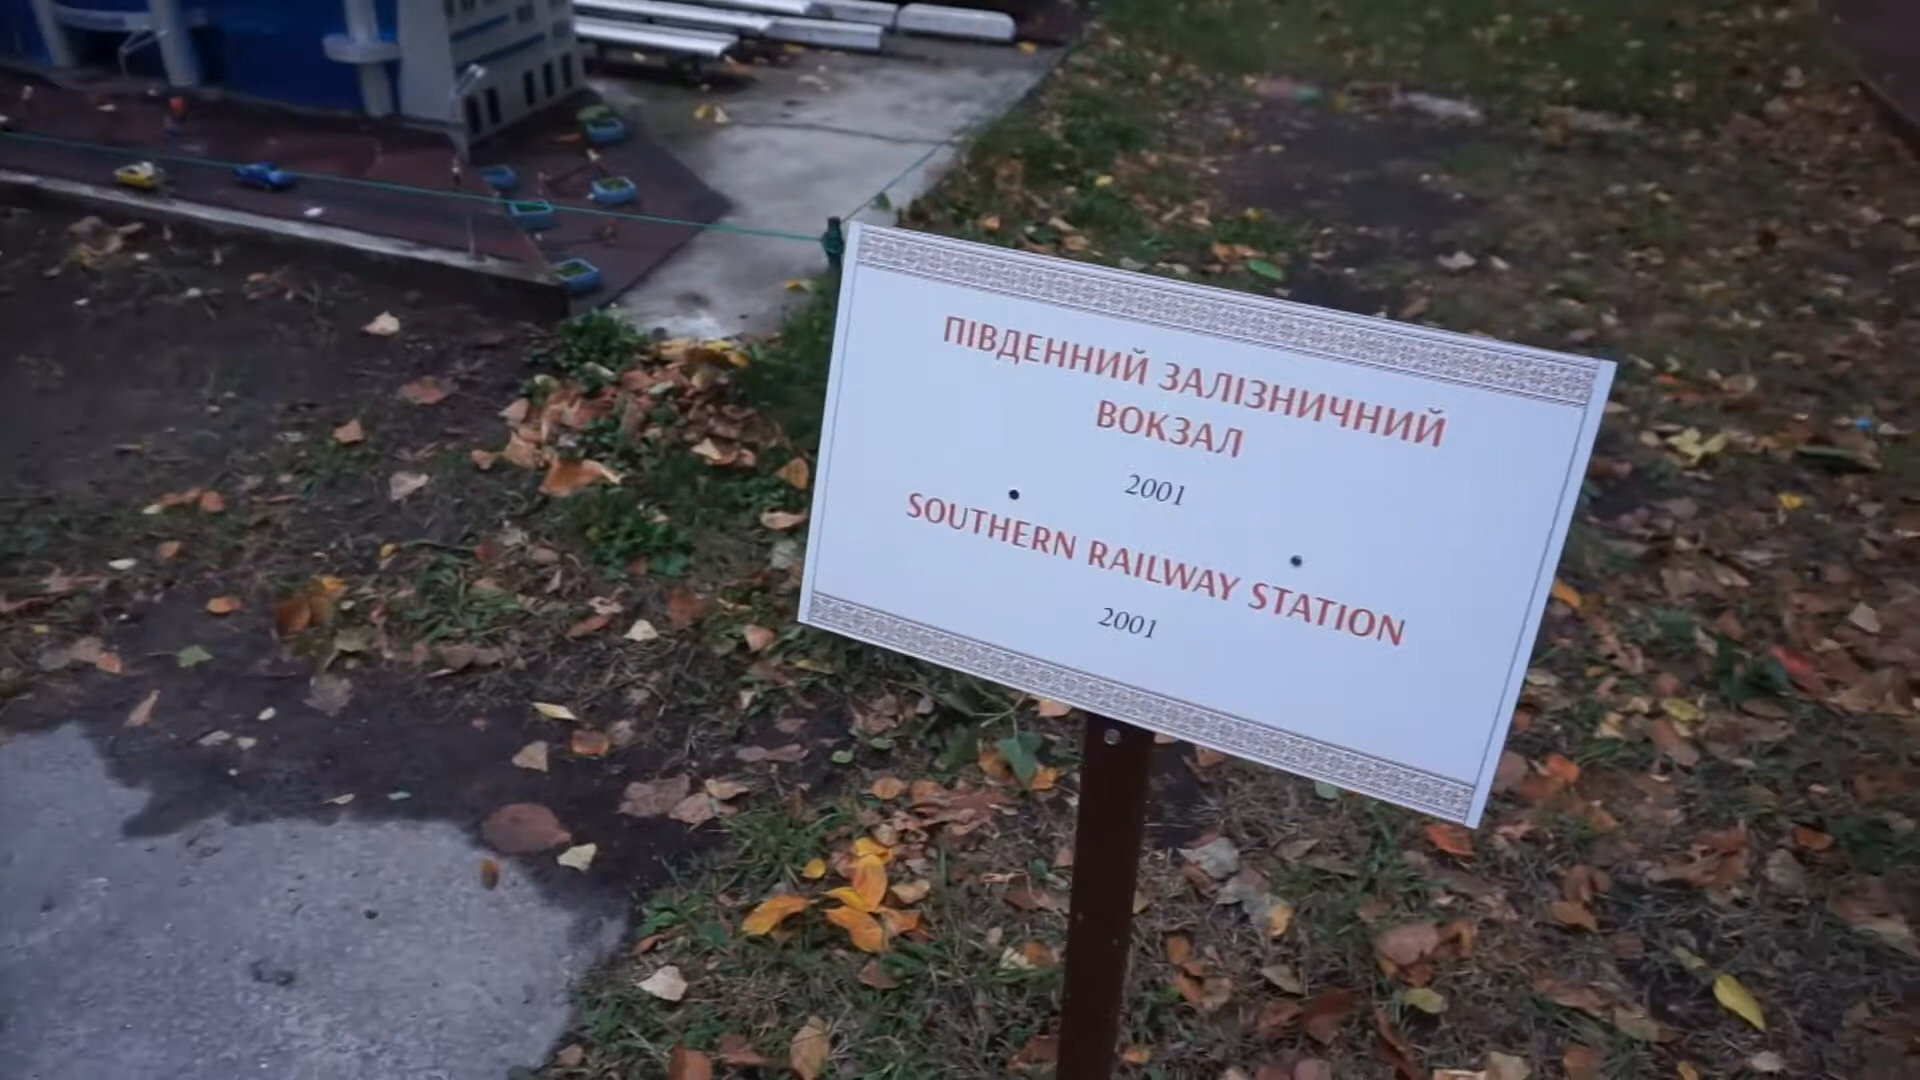 ПІВДЕННИЙ ЗАЛІЗНИЧНИЙ
ВОКЗАЛ
2001
SOUTHERN RAILWAY STATION
2001